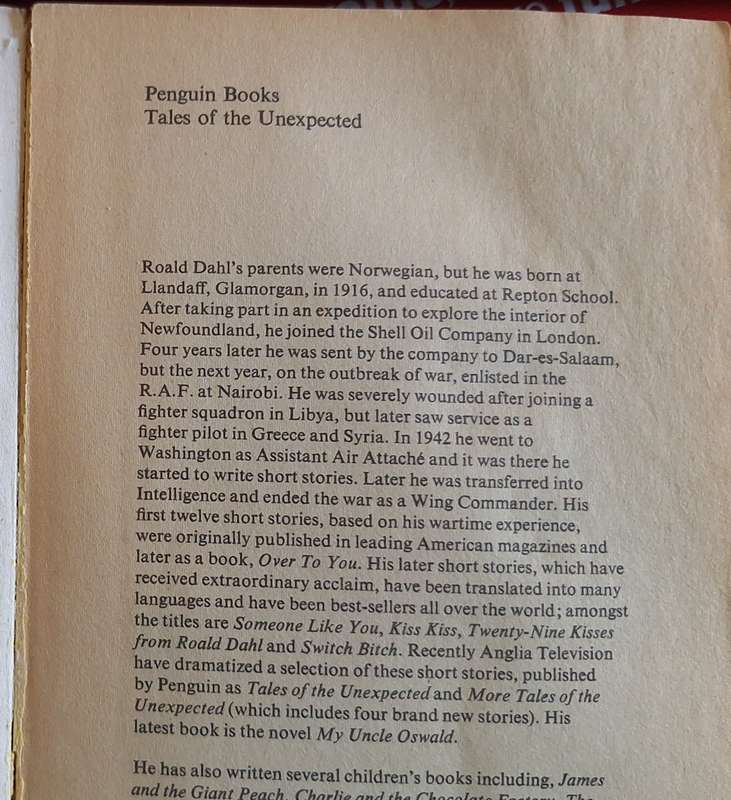 Penguin Books
Tales of the Unexpected
Roald Dahl's parents were Norwegian, but he was born at
Llandaff, Glamorgan, in 1916, and educated at Repton School.
After taking part in an expedition to explore the interior of
Newfoundland, he joined the Shell Oil Company in London.
Four years later he was sent by the company to Dar-es-Salaam,
but the next year, on the outbreak of war, enlisted in the
R.A.F. at Nairobi. He was severely wounded after joining a
fighter squadron in Libya, but later saw service as a
fighter pilot in Greece and Syria. In 1942 he went to
Washington as Assistant Air Attaché and it was there he
started to write short stories. Later he was transferred into
Intelligence and ended the war as a Wing Commander. His
first twelve short stories, based on his wartime experience,
were originally published in leading American magazines and
later as a book, Over To You. His later short stories, which have
received extraordinary acclaim, have been translated into many
languages and have been best-sellers all over the world; amongst
the titles are Someone Like You, Kiss Kiss, Twenty-Nine Kisses
from Roald Dahl and Switch Bitch. Recently Anglia Television
have dramatized a selection of these short stories, published
by Penguin as Tales of the Unexpected and More Tales of the
Unexpected (which includes four brand new stories). His
latest book is the novel My Uncle Oswald.
He has also written several children's books including, James
and the Giant Peach, Charlie and the Chocolate Factory, The